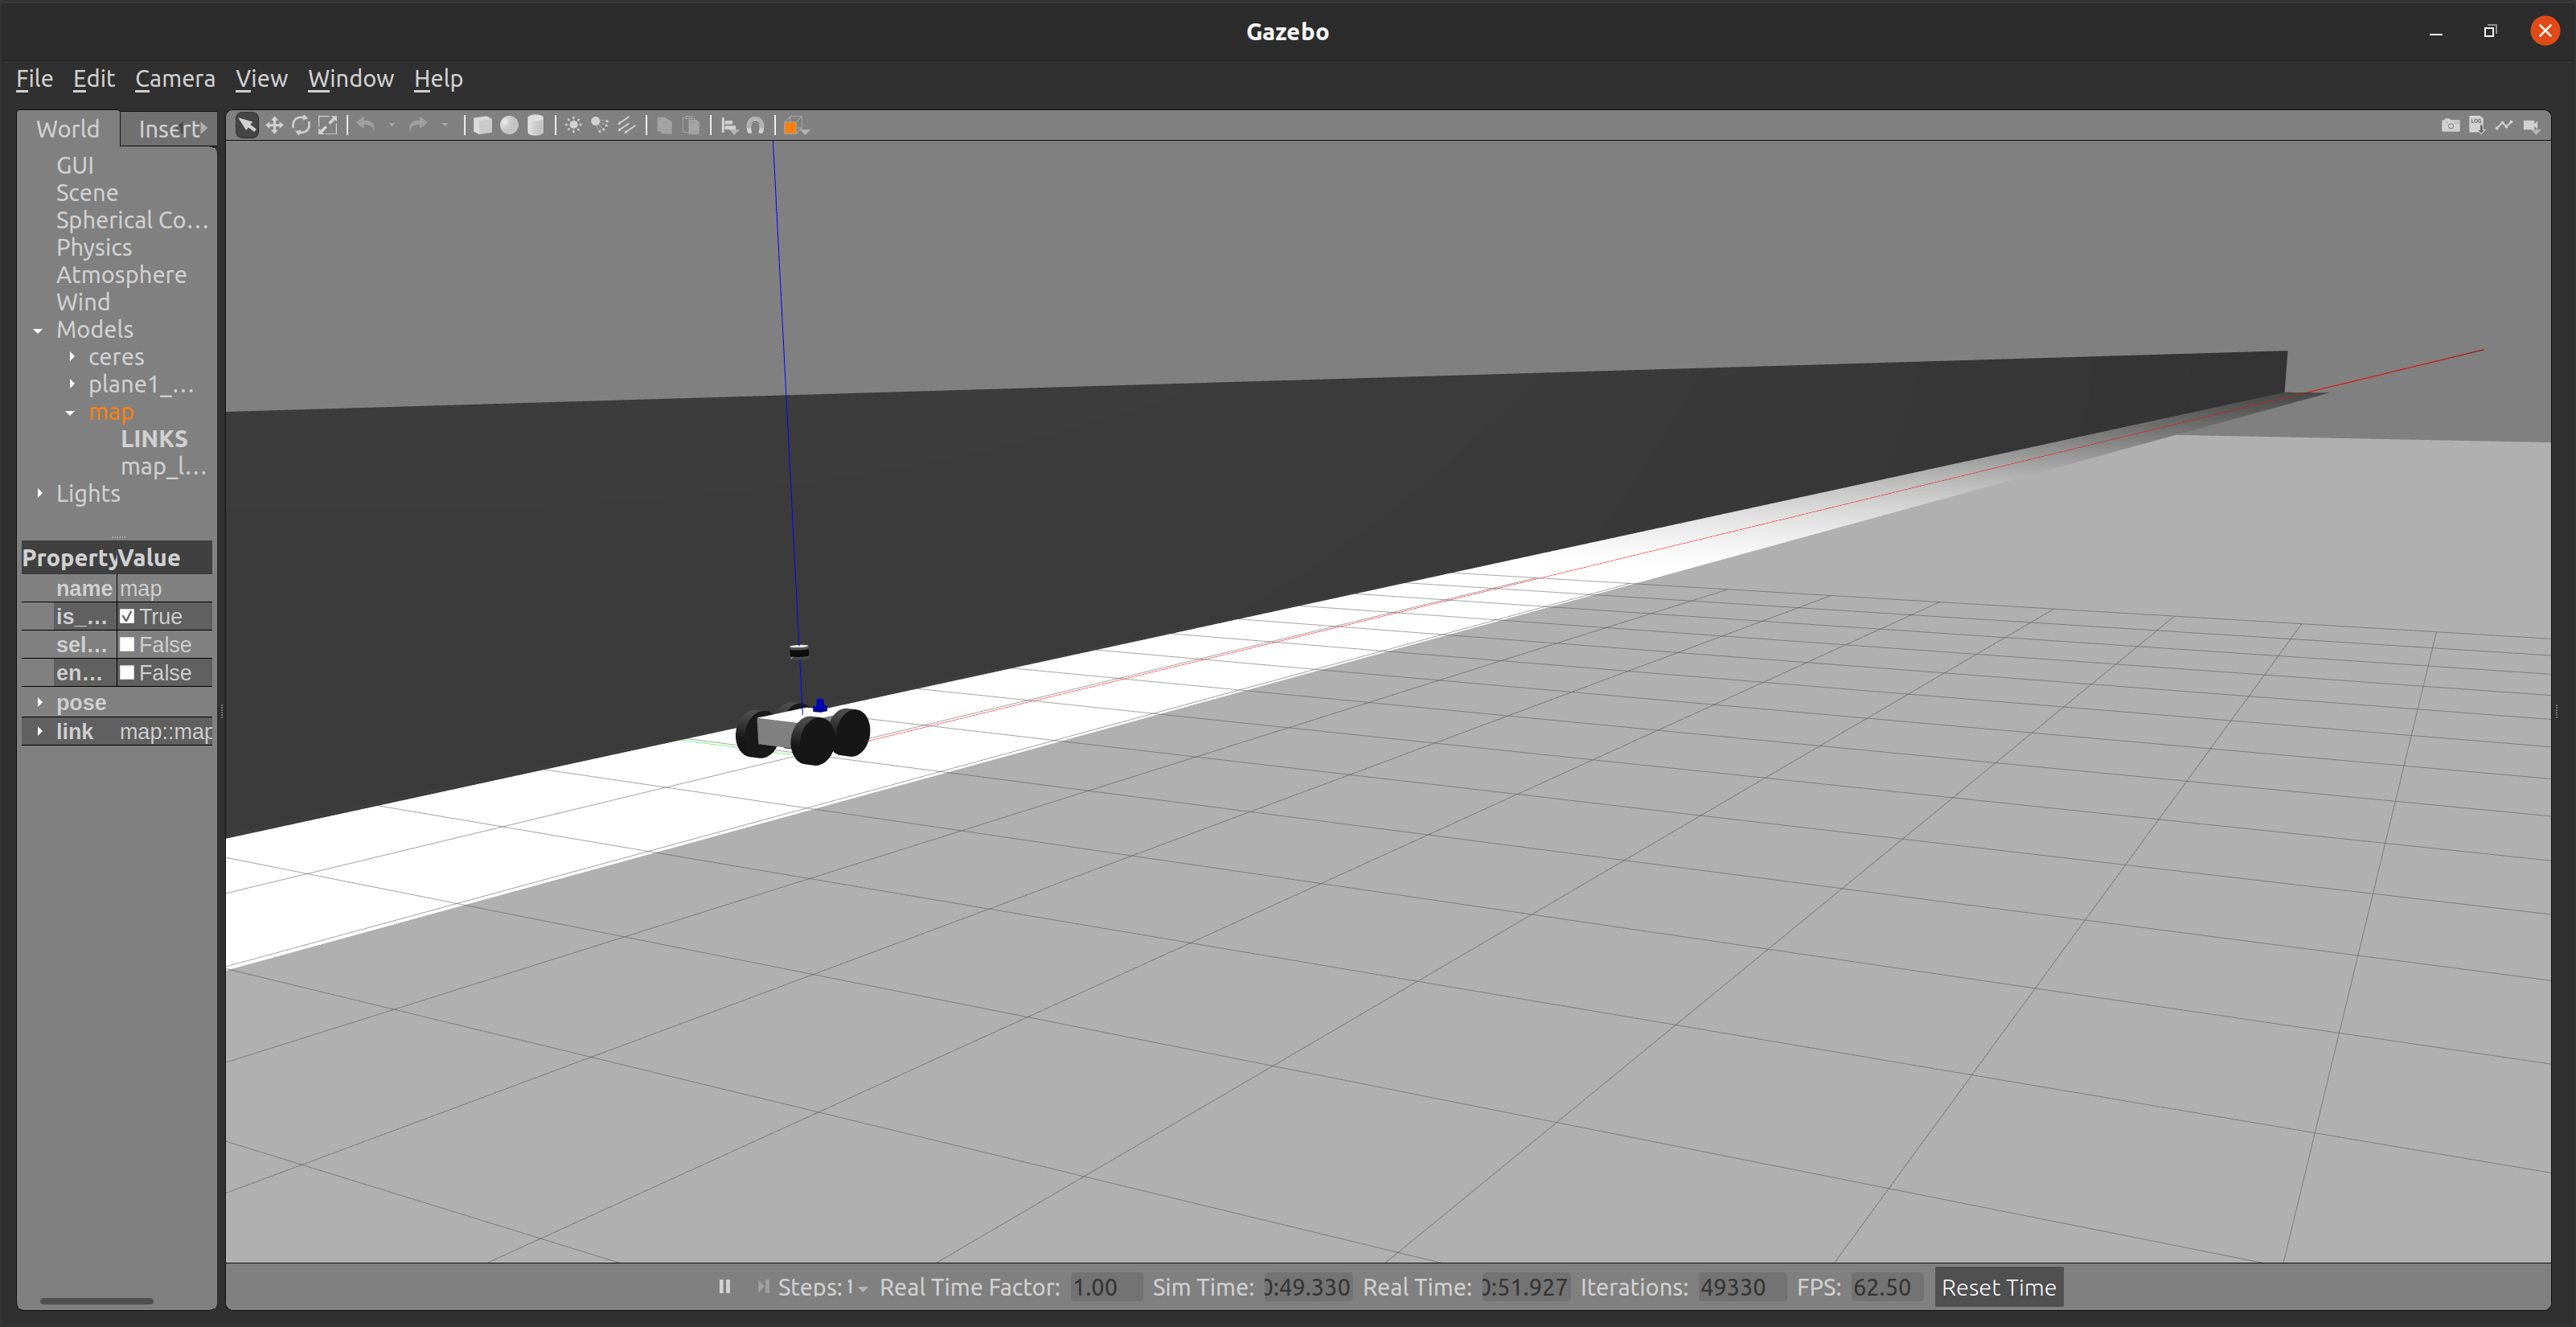 Gazebo
File Edit Camera View Window Help
World Insert
GUI
Scene
Spherical Co...
Physics
Atmosphere
Wind
Models
ceres
plane1_...
map
LINKS
map_l...
Lights
Property Value
name map
is_... True
sel... False
en... False
pose
link map::map
Steps: 1 Real Time Factor: 1.00 Sim Time: 0:49.330 Real Time: 0:51.927 Iterations: 49330 FPS: 62.50 Reset Time